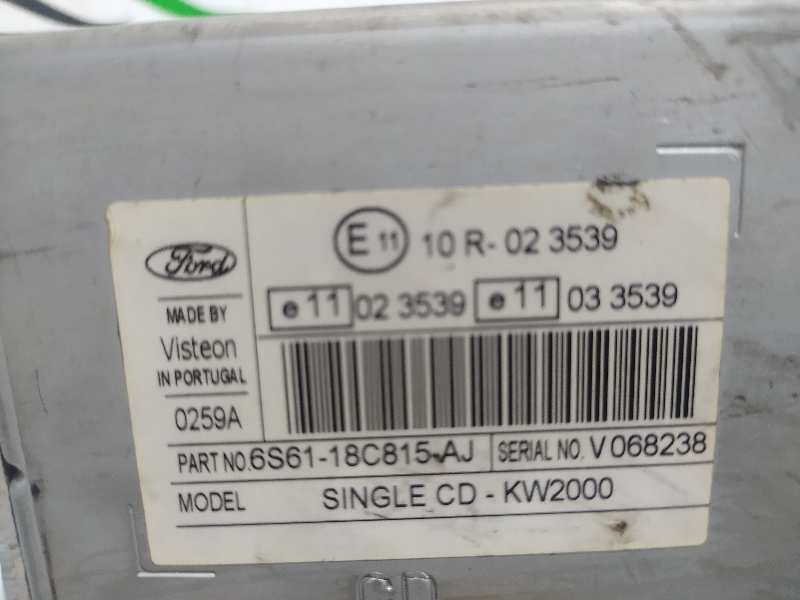 E 11 10 R - 02 3539
Ford
e 11 02 3539 e 11 03 3539
MADE BY
Visteon
IN PORTUGAL
0259A
PART NO. 6S61-18C815-AJ SERIAL NO. V 068238
MODEL SINGLE CD - KW2000
CD